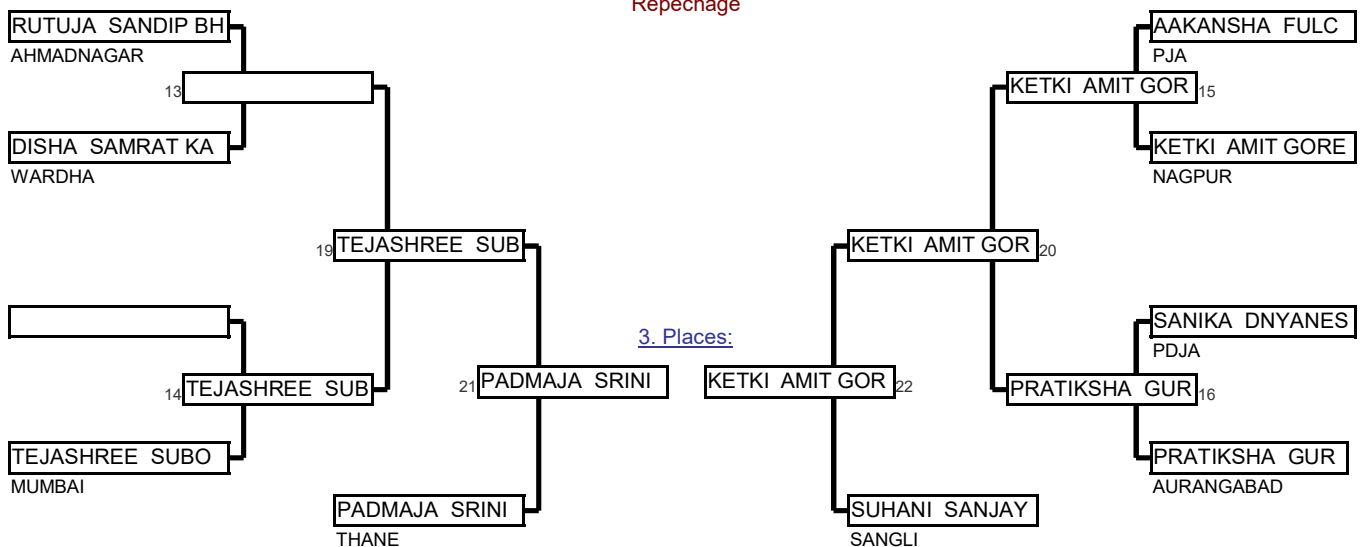 Repechage
RUTUJA SANDIP BH
AHMADNAGAR
13
DISHA SAMRAT KA
WARDHA
19
TEJASHREE SUB
14
TEJASHREE SUB
TEJASHREE SUBO
MUMBAI
21
PADMAJA SRINI
PADMAJA SRINI
THANE
3. Places:
AAKANSHA FULC
PJA
KETKI AMIT GOR
15
KETKI AMIT GORE
NAGPUR
KETKI AMIT GOR
20
SANIKA DNYANES
PDJA
KETKI AMIT GOR
22
PRATIKSHA GUR
16
PRATIKSHA GUR
AURANGABAD
SUHANI SANJAY
SANGLI